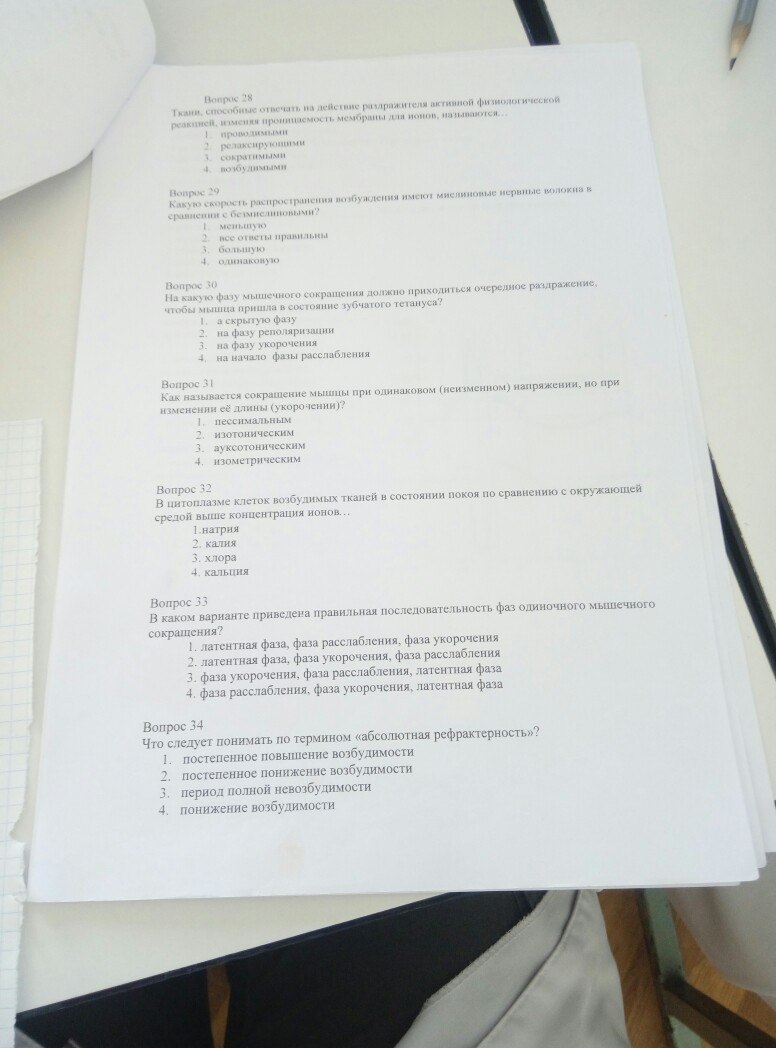 Вопрос 28
Ткани, способные отвечать на действие раздражителя активной физиологической
реакцией, изменяя проницаемость мембраны для ионов, называются…
1. проводимыми
2. релаксирующими
3. сократимыми
4. возбудимыми
Вопрос 29
Какую скорость распространения возбуждения имеют миелиновые нервные волокна в
сравнении с безмиелиновыми?
1. меньшую
2. все ответы правильны
3. большую
4. одинаковую
Вопрос 30
На какую фазу мышечного сокращения должно приходиться очередное раздражение,
чтобы мышца пришла в состояние зубчатого тетануса?
1. а скрытую фазу
2. на фазу реполяризации
3. на фазу укорочения
4. на начало фазы расслабления
Вопрос 31
Как называется сокращение мышцы при одинаковом (неизменном) напряжении, но при
изменении её длины (укорочении)?
1. пессимальным
2. изотоническим
3. ауксотоническим
4. изометрическим
Вопрос 32
В цитоплазме клеток возбудимых тканей в состоянии покоя по сравнению с окружающей
средой выше концентрация ионов…
1.натрия
2. калия
3. хлора
4. кальция
Вопрос 33
В каком варианте приведена правильная последовательность фаз одиночного мышечного
сокращения?
1. латентная фаза, фаза расслабления, фаза укорочения
2. латентная фаза, фаза укорочения, фаза расслабления
3. фаза укорочения, фаза расслабления, латентная фаза
4. фаза расслабления, фаза укорочения, латентная фаза
Вопрос 34
Что следует понимать по термином «абсолютная рефрактерность»?
1. постепенное повышение возбудимости
2. постепенное понижение возбудимости
3. период полной невозбудимости
4. понижение возбудимости